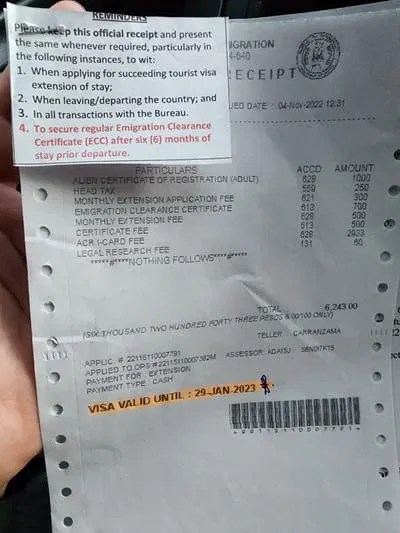 REMINDERS
Please keep this official receipt and present
the same whenever required, particularly in
the following instances, to wit:
1. When applying for succeeding tourist visa
extension of stay;
2. When leaving/departing the country; and
3. In all transactions with the Bureau.
4. To secure regular Emigration Clearance
Certificate (ECC) after six (6) months of
stay prior departure.
IGRATION
RECEIPT
UED DATE : 04-Nov-2022 12:31
PARTICULARS ACCD AMOUNT
ALIEN CERTIFICATE OF REGISTRATION (ADULT) 628 1000
HEAD TAX 559 250
MONTHLY EXTENSION APPLICATION FEE 621 300
EMIGRATION CLEARANCE CERTIFICATE 613 700
MONTHLY EXTENSION FEE 628 500
CERTIFICATE FEE 613 500
ACR I-CARD FEE 628 2933
LEGAL RESEARCH FEE 131 60
NOTHING FOLLOWS
TOTAL 6,243.00
(SIX THOUSAND TWO HUNDRED FORTY THREE PESOS & 00/100 ONLY)
TELLER : CARRANZAMA
APPLIC. #
APPLIED TO OPS # ASSESSOR:
PAYMENT FOR : EXTENSION
PAYMENT TYPE : CASH
VISA VALID UNTIL : 29-JAN-2023